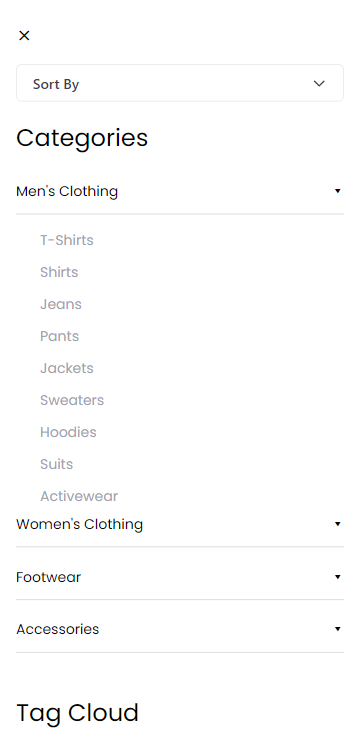 Sort By
Categories
Men's Clothing
T-Shirts
Shirts
Jeans
Pants
Jackets
Sweaters
Hoodies
Suits
Activewear
Women's Clothing
Footwear
Accessories
Tag Cloud